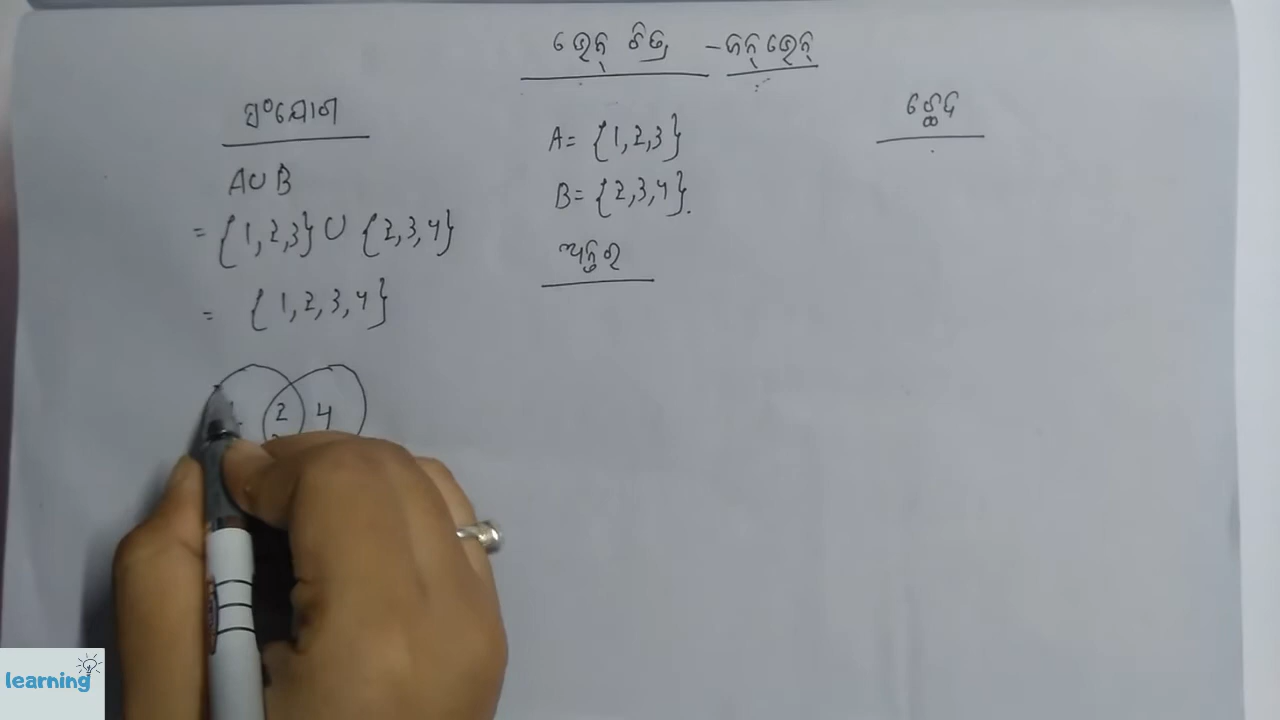 ଭେନ୍ ଚିତ୍ର - ଜନ୍ ଭେନ୍
ସଂଯୋଗ
A∪B
= {1,2,3} ∪ {2,3,4}
= {1,2,3,4}
2 4
A= {1,2,3}
B= {2,3,4}.
ଅନ୍ତର
ଛେଦ
learning